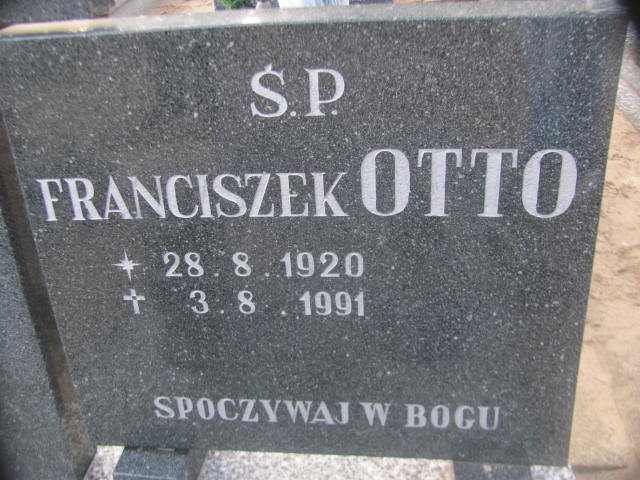 Ś.P.
FRANCISZEK OTTO
28.8.1920
✝ 3.8.1991
SPOCZYWAJ W BOGU